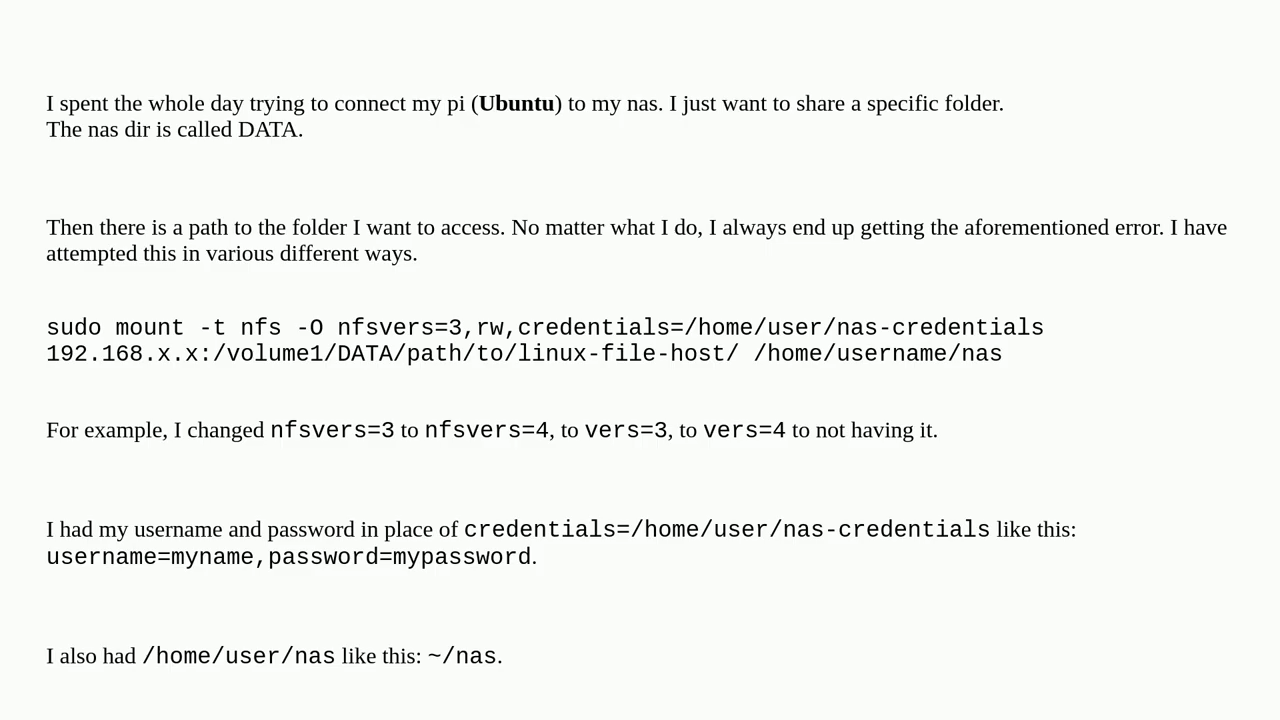 I spent the whole day trying to connect my pi (Ubuntu) to my nas. I just want to share a specific folder.
The nas dir is called DATA.
Then there is a path to the folder I want to access. No matter what I do, I always end up getting the aforementioned error. I have
attempted this in various different ways.
sudo mount -t nfs -O nfsvers=3,rw,credentials=/home/user/nas-credentials
192.168.x.x:/volume1/DATA/path/to/linux-file-host/ /home/username/nas
For example, I changed nfsvers=3 to nfsvers=4, to vers=3, to vers=4 to not having it.
I had my username and password in place of credentials=/home/user/nas-credentials like this:
username=myname,password=mypassword.
I also had /home/user/nas like this: ~/nas.